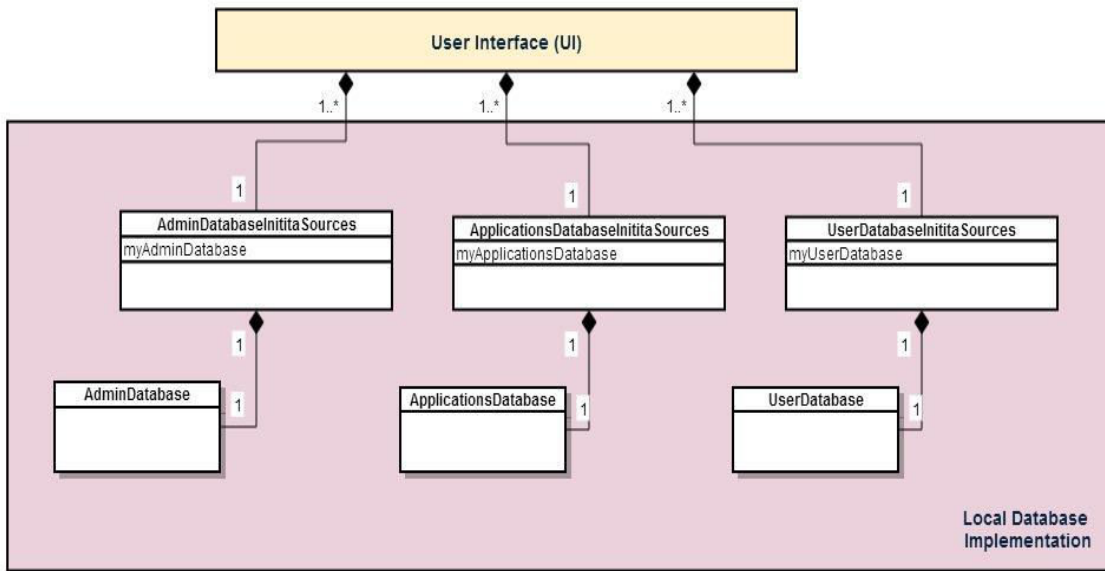 User Interface (UI)
1..*
1..*
1..*
1
1
1
AdminDatabaseInititaSources
myAdminDatabase
ApplicationsDatabaseInititaSources
myApplicationsDatabase
UserDatabaseInititaSources
myUserDatabase
1
1
1
AdminDatabase
1
ApplicationsDatabase
1
UserDatabase
1
Local Database
Implementation